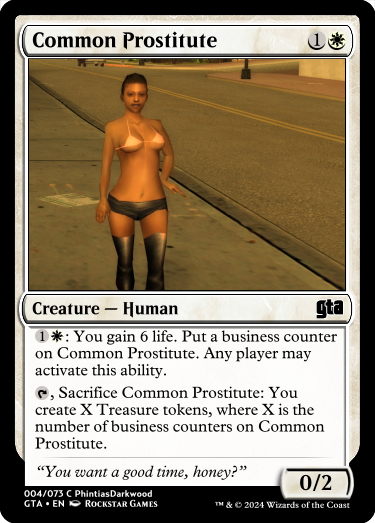 Common Prostitute 1
Creature — Human gta
1: You gain 6 life. Put a business counter
on Common Prostitute. Any player may
activate this ability.
, Sacrifice Common Prostitute: You
create X Treasure tokens, where X is the
number of business counters on Common
Prostitute.
“You want a good time, honey?”
0/2
004/073 C PhintiasDarkwood
GTA • EN Rockstar Games ™ & © 2024 Wizards of the Coast